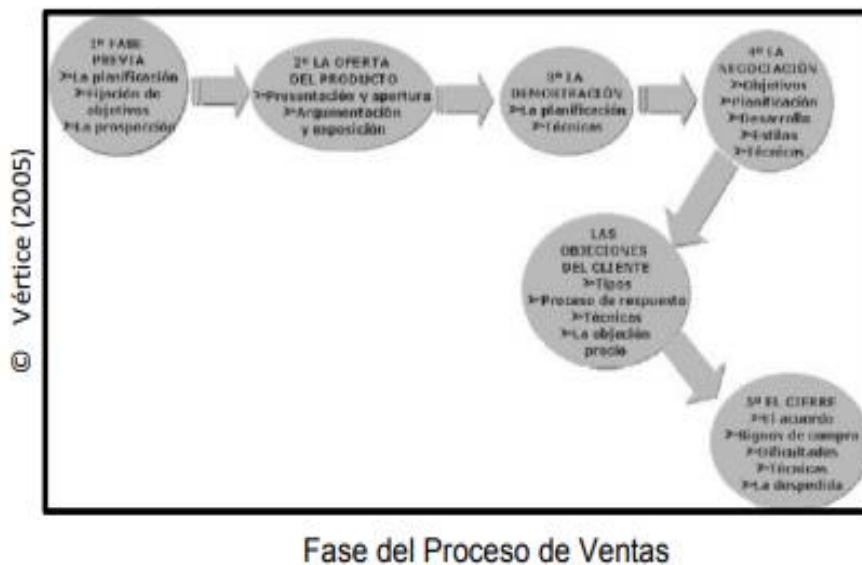 © Vértice (2005)
1ª FASE
PREVIA
➤La planificación
➤Fijación de
objetivos
➤La prospección
2ª LA OFERTA
DEL PRODUCTO
➤Presentación y apertura
➤Argumentación
y exposición
3ª LA
DEMOSTRACIÓN
➤La planificación
➤Técnicas
4ª LA
NEGOCIACIÓN
➤Objetivos
➤Planificación
➤Desarrollo
➤Estilos
➤Técnicas
LAS
OBJECIONES
DEL CLIENTE
➤Tipos
➤Proceso de respuesta
➤Técnicas
➤La objeción
precio
5ª EL CIERRE
➤El acuerdo
➤Signos de compra
➤Dificultades
➤Técnicas
➤La despedida
Fase del Proceso de Ventas